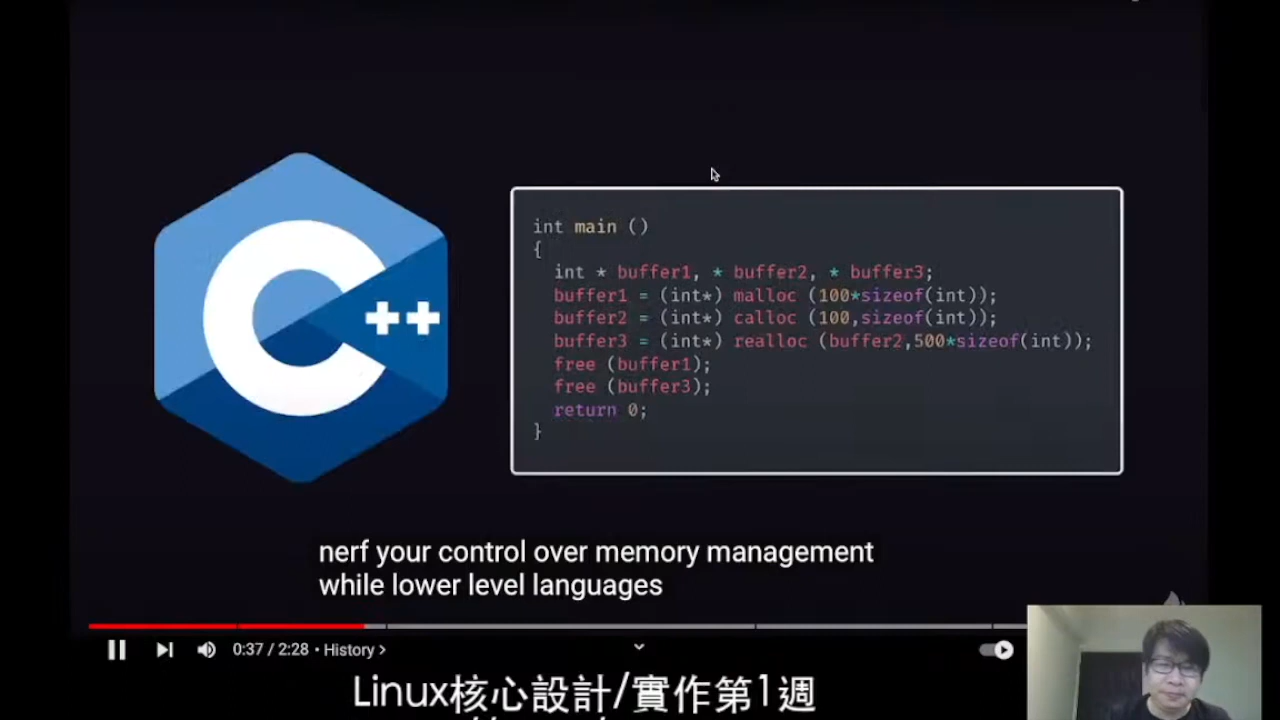 C++
int main ()
{
int * buffer1, * buffer2, * buffer3;
buffer1 = (int*) malloc (100*sizeof(int));
buffer2 = (int*) calloc (100,sizeof(int));
buffer3 = (int*) realloc (buffer2,500*sizeof(int));
free (buffer1);
free (buffer3);
return 0;
}
nerf your control over memory management
while lower level languages
0:37 / 2:28 • History >
Linux核心設計/實作第1週